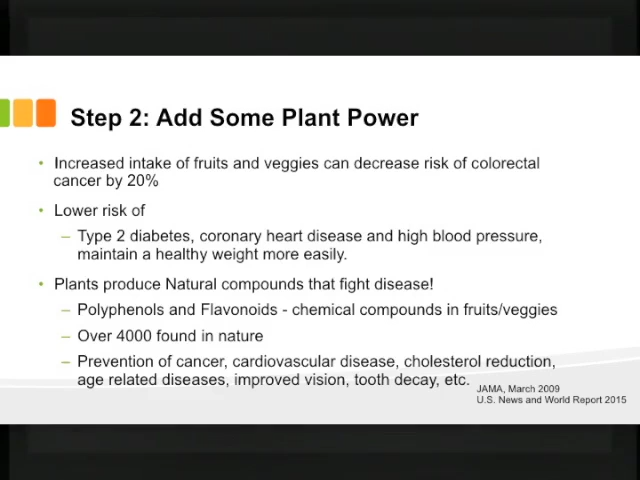 Step 2: Add Some Plant Power
• Increased intake of fruits and veggies can decrease risk of colorectal
cancer by 20%
• Lower risk of
– Type 2 diabetes, coronary heart disease and high blood pressure,
maintain a healthy weight more easily.
• Plants produce Natural compounds that fight disease!
– Polyphenols and Flavonoids - chemical compounds in fruits/veggies
– Over 4000 found in nature
– Prevention of cancer, cardiovascular disease, cholesterol reduction,
age related diseases, improved vision, tooth decay, etc.
JAMA, March 2009
U.S. News and World Report 2015